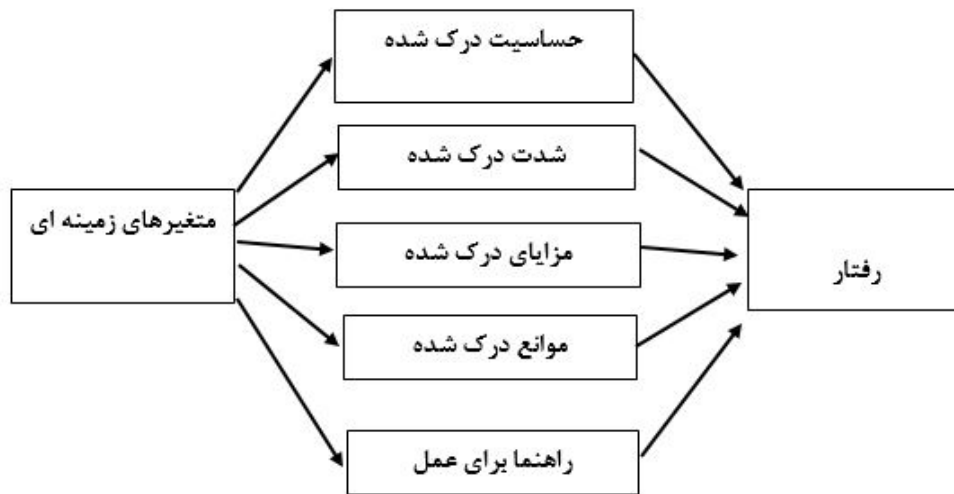 حساسیت درک شده
شدت درک شده
متغیرهای زمینه ای
مزایای درک شده
رفتار
موانع درک شده
راهنما برای عمل